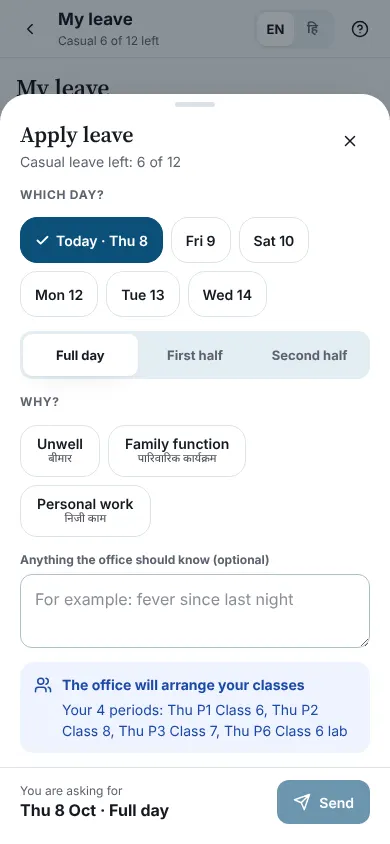 My leave
Casual 6 of 12 left
EN
हि
My leave
Apply leave
Casual leave left: 6 of 12
WHICH DAY?
Today · Thu 8
Fri 9
Sat 10
Mon 12
Tue 13
Wed 14
Full day
First half
Second half
WHY?
Unwell
बीमार
Family function
पारिवारिक कार्यक्रम
Personal work
निजी काम
Anything the office should know (optional)
For example: fever since last night
The office will arrange your classes
Your 4 periods: Thu P1 Class 6, Thu P2
Class 8, Thu P3 Class 7, Thu P6 Class 6 lab
You are asking for
Thu 8 Oct · Full day
Send